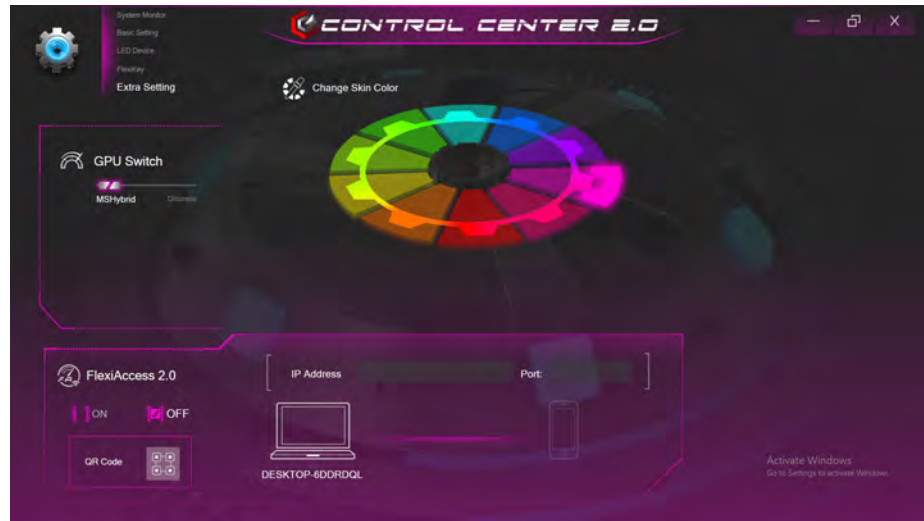 CONTROL CENTER 2.0
System Monitor
Basic Setting
LED Device
FlexiKey
Extra Setting
Change Skin Color
GPU Switch
MSHybrid Discrete
FlexiAccess 2.0
ON OFF
QR Code
IP Address Port:
DESKTOP-6DDRDQL
Activate Windows
Go to Settings to activate Windows.